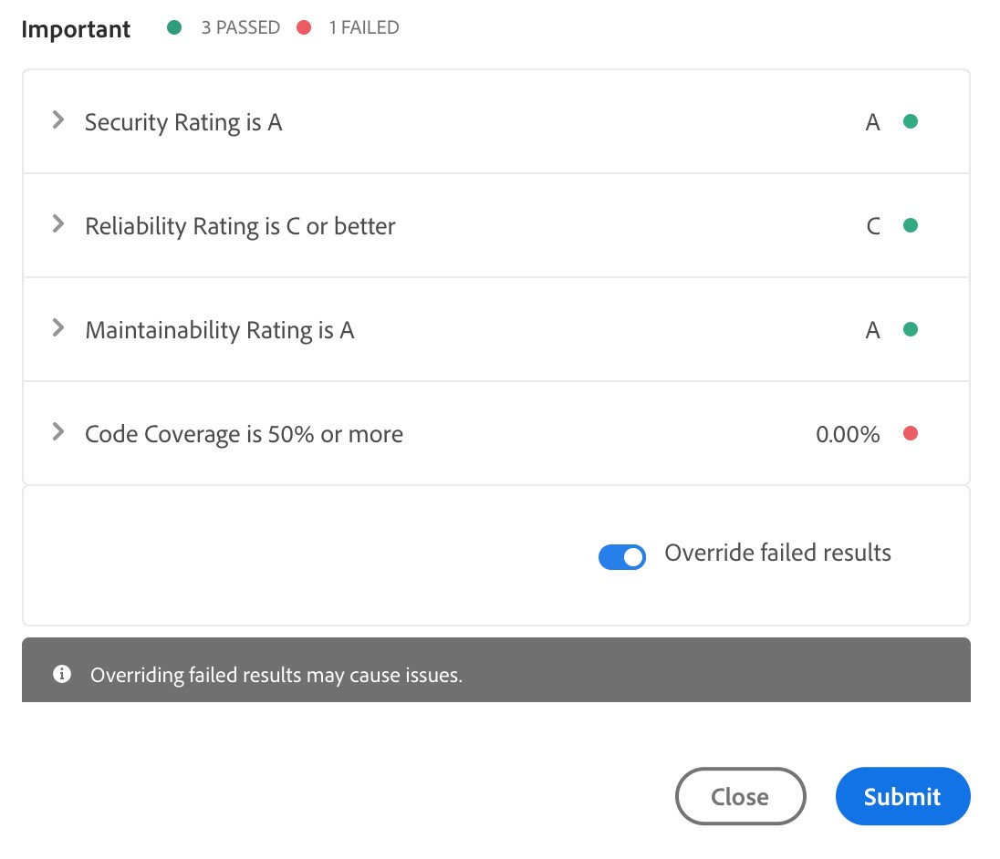 Important 3 PASSED 1 FAILED
Security Rating is A A
Reliability Rating is C or better C
Maintainability Rating is A A
Code Coverage is 50% or more 0.00%
Override failed results
Overriding failed results may cause issues.
Close Submit